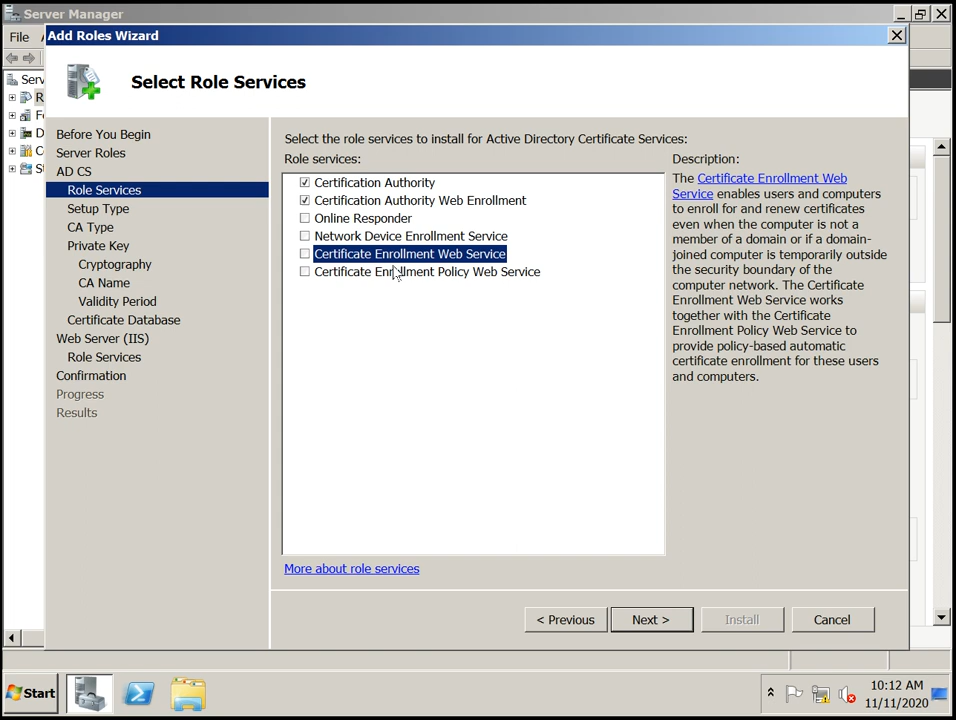 Server Manager
File
Add Roles Wizard
Select Role Services
Serv
R
Fe
D
C
St
Before You Begin
Server Roles
AD CS
Role Services
Setup Type
CA Type
Private Key
Cryptography
CA Name
Validity Period
Certificate Database
Web Server (IIS)
Role Services
Confirmation
Progress
Results
Select the role services to install for Active Directory Certificate Services:
Role services:
Certification Authority
Certification Authority Web Enrollment
Online Responder
Network Device Enrollment Service
Certificate Enrollment Web Service
Certificate Enrollment Policy Web Service
More about role services
Description:
The Certificate Enrollment Web
Service enables users and computers
to enroll for and renew certificates
even when the computer is not a
member of a domain or if a domain-
joined computer is temporarily outside
the security boundary of the
computer network. The Certificate
Enrollment Web Service works
together with the Certificate
Enrollment Policy Web Service to
provide policy-based automatic
certificate enrollment for these users
and computers.
< Previous
Next >
Install
Cancel
Start
10:12 AM
11/11/2020